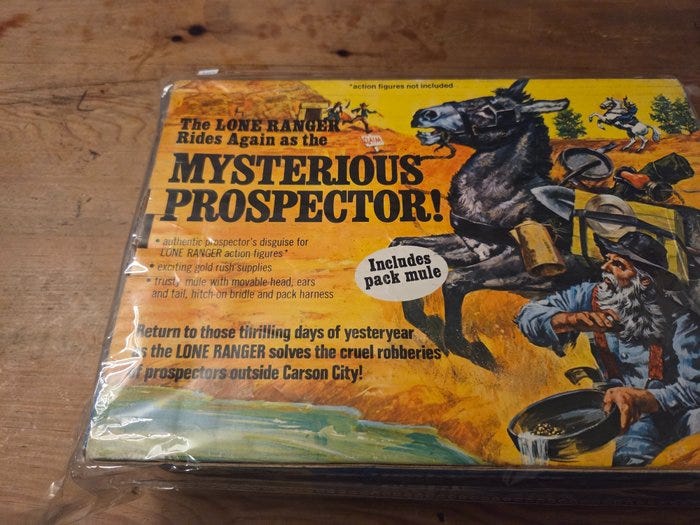 *action figures not included
The LONE RANGER
Rides Again as the
MYSTERIOUS
PROSPECTOR!
• authentic prospector's disguise for
LONE RANGER action figures*
• exciting gold rush supplies
• trusty mule with movable head, ears
and tail, hitch-on bridle and pack harness
Includes
pack mule
CLAIM
Return to those thrilling days of yesteryear
as the LONE RANGER solves the cruel robberies
of prospectors outside Carson City!